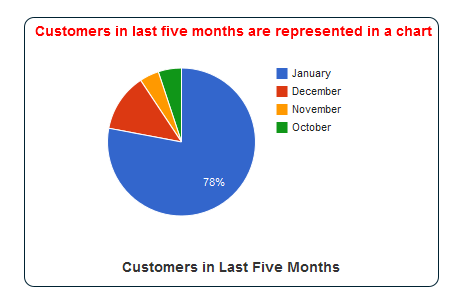 Customers in last five months are represented in a chart
January
December
November
October
78%
Customers in Last Five Months